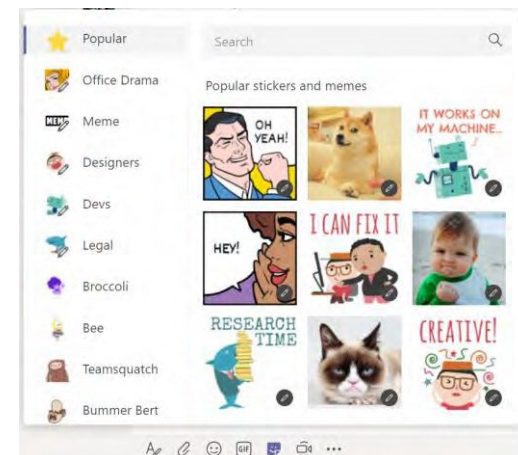 Popular
Office Drama
Meme
Designers
Devs
Legal
Broccoli
Bee
Teamsquatch
Bummer Bert
Search
Popular stickers and memes
OH
YEAH!
IT WORKS ON
MY MACHINE...
HEY!
I CAN FIX IT
RESEARCH
TIME
CREATIVE!
GIF